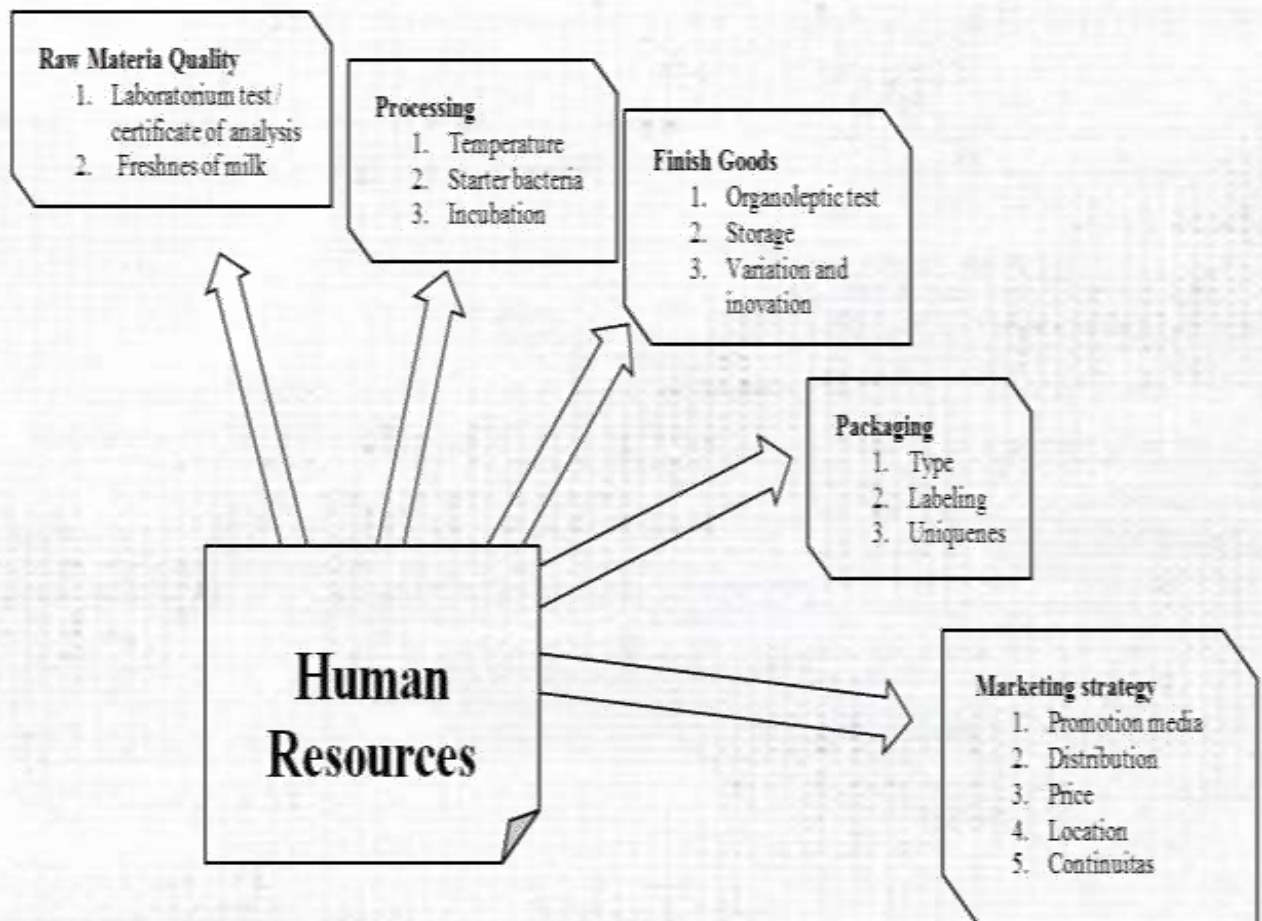 Raw Materia Quality
1. Laboratorium test /
certificate of analysis
2. Freshnes of milk
Processing
1. Temperature
2. Starter bacteria
3. Incubation
Finish Goods
1. Organoleptic test
2. Storage
3. Variation and
inovation
Packaging
1. Type
2. Labeling
3. Uniquenes
Human
Resources
Marketing strategy
1. Promotion media
2. Distribution
3. Price
4. Location
5. Continuitas